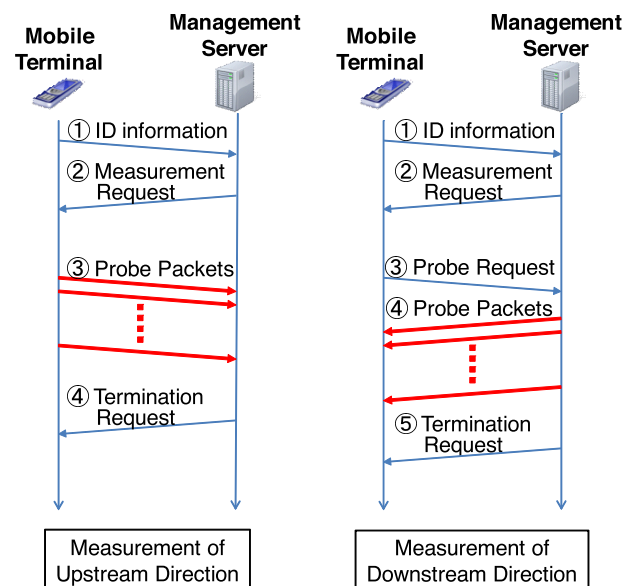 Mobile
Terminal
Management
Server
① ID information
② Measurement
Request
③ Probe Packets
④ Termination
Request
Measurement of
Upstream Direction
Mobile
Terminal
Management
Server
① ID information
② Measurement
Request
③ Probe Request
④ Probe Packets
⑤ Termination
Request
Measurement of
Downstream Direction